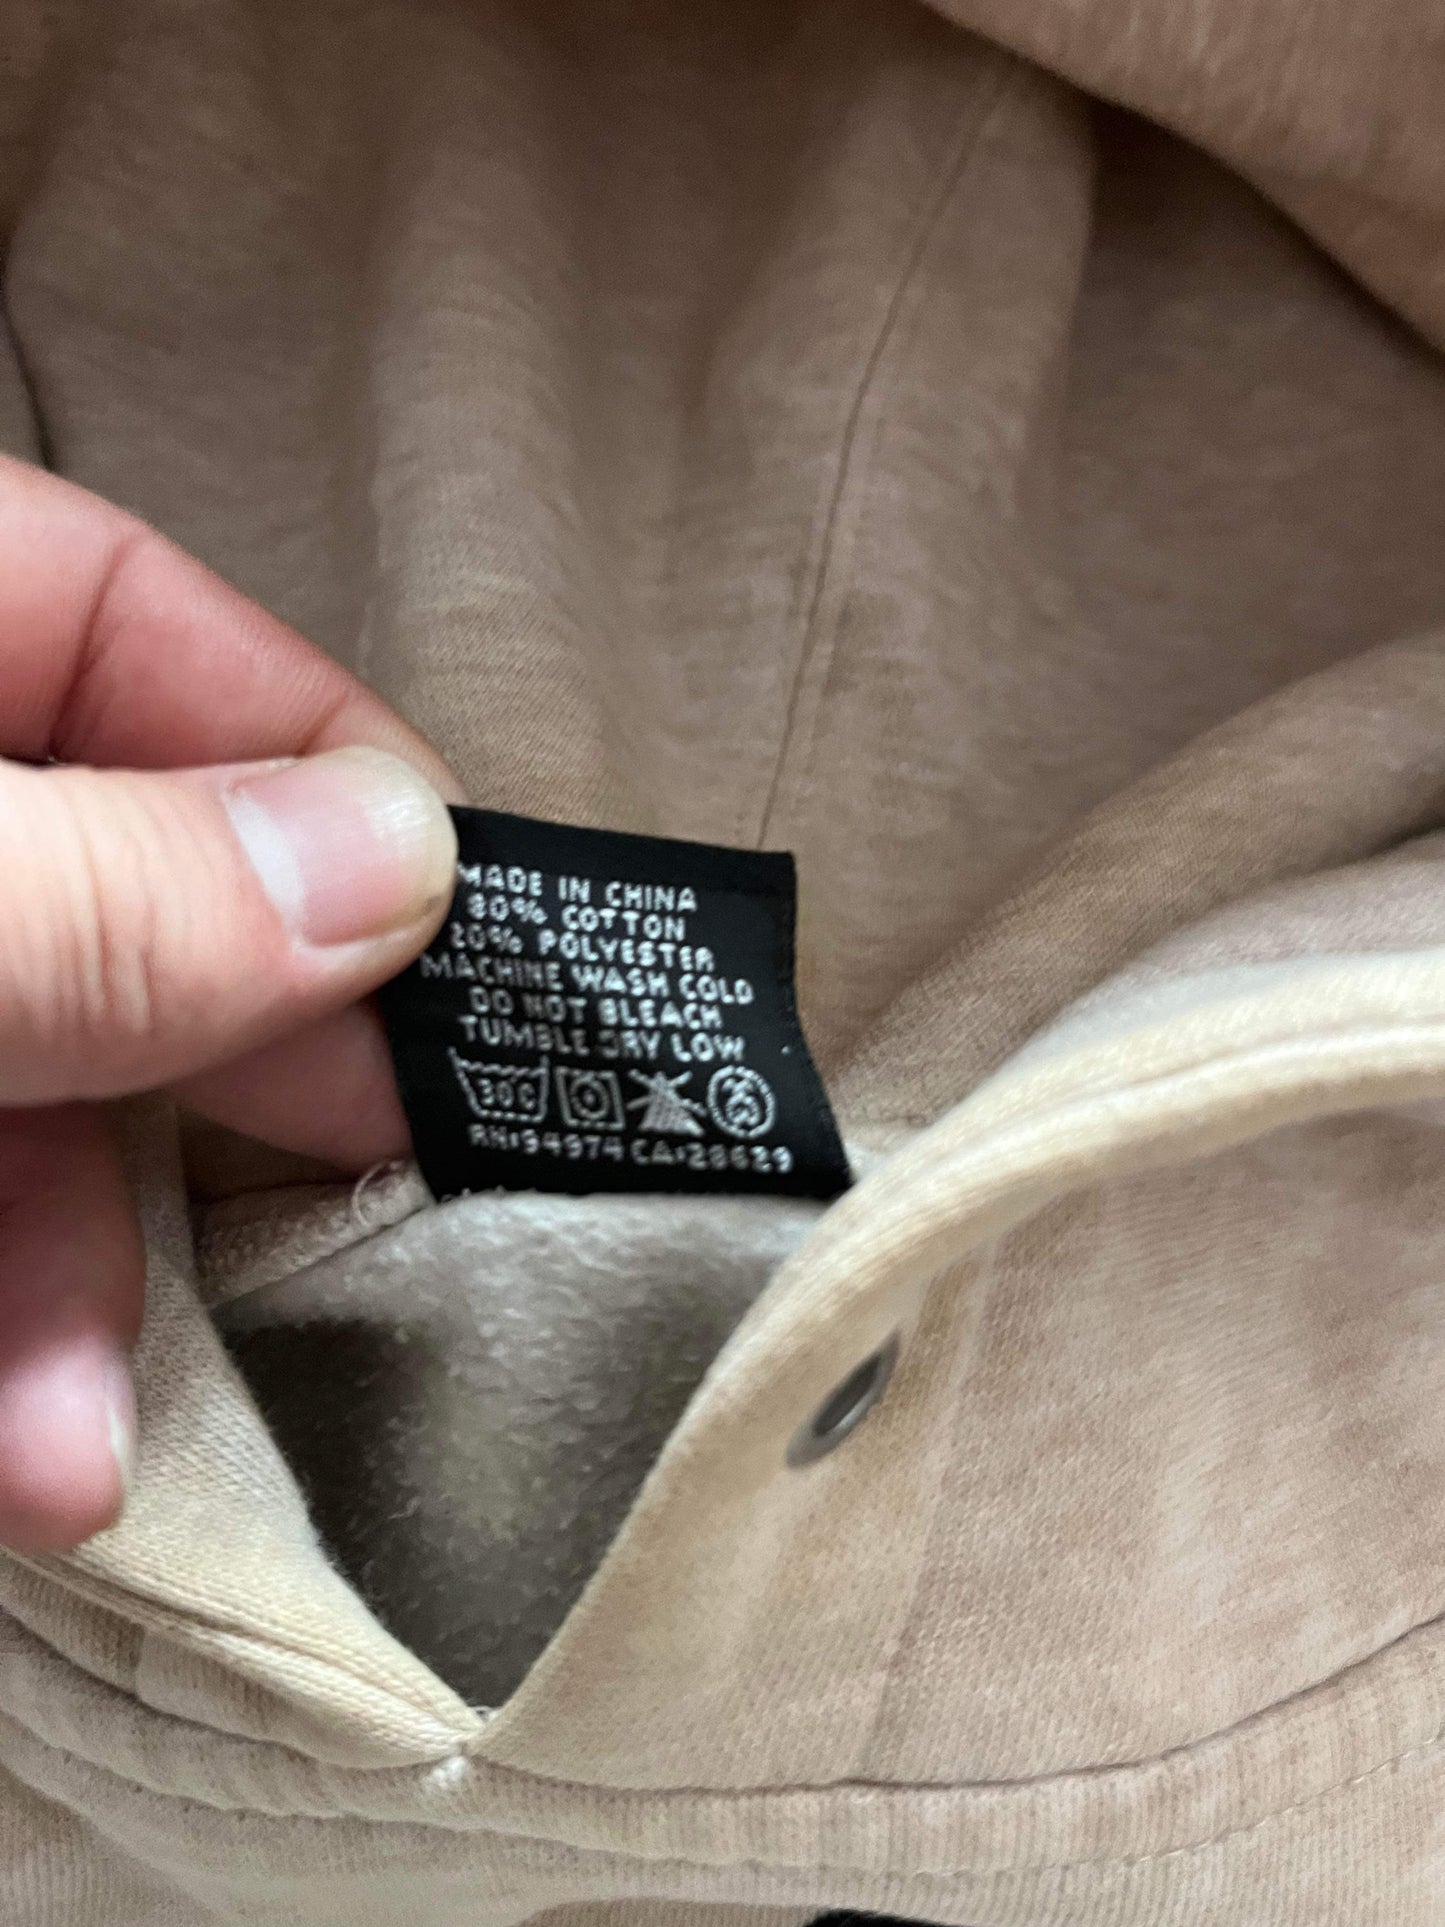 MADE IN CHINA
80% COTTON
20% POLYESTER
MACHINE WASH COLD
DO NOT BLEACH
TUMBLE DRY LOW
30C
RN:94974 CA:28629